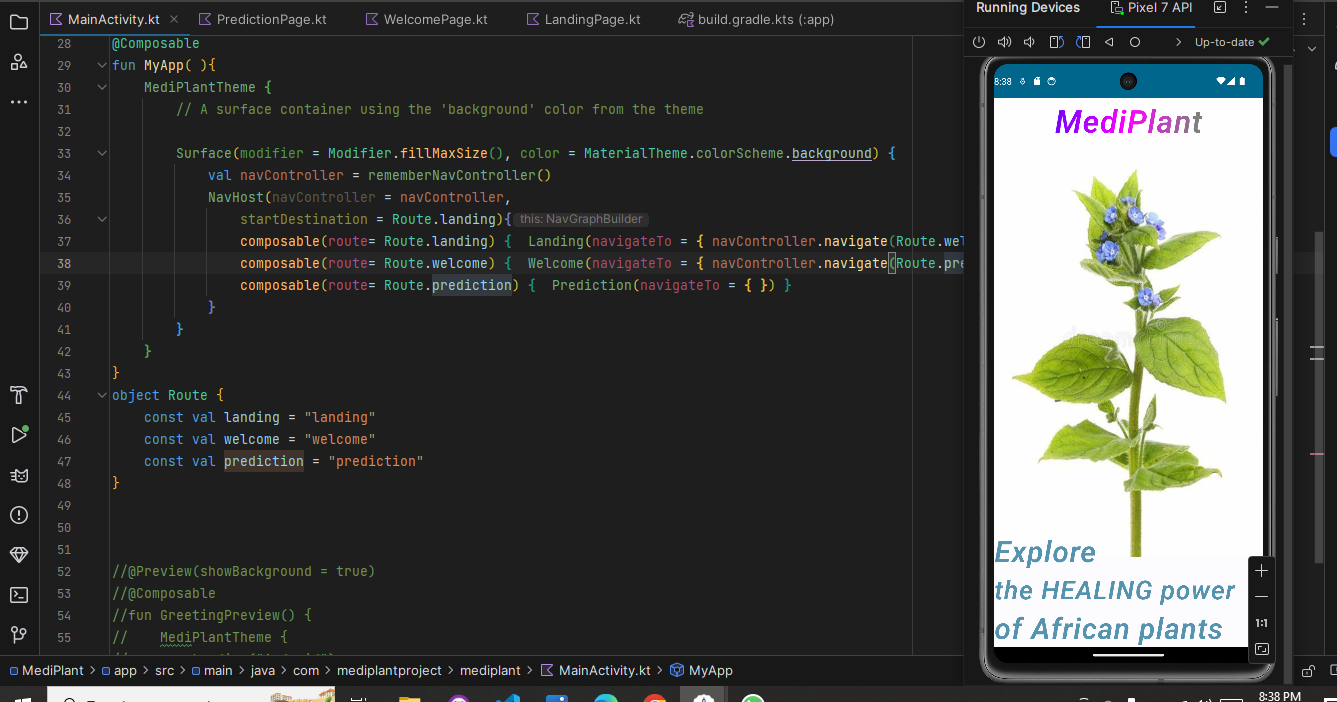 MainActivity.kt
PredictionPage.kt
WelcomePage.kt
LandingPage.kt
build.gradle.kts (:app)
Running Devices
Pixel 7 API
Up-to-date
28 @Composable
29 fun MyApp( ){
30 MediPlantTheme {
31 // A surface container using the 'background' color from the theme
32
33 Surface(modifier = Modifier.fillMaxSize(), color = MaterialTheme.colorScheme.background) {
34 val navController = rememberNavController()
35 NavHost(navController = navController,
36 startDestination = Route.landing){ this: NavGraphBuilder
37 composable(route= Route.landing) { Landing(navigateTo = { navController.navigate(Route.wel
38 composable(route= Route.welcome) { Welcome(navigateTo = { navController.navigate(Route.pre
39 composable(route= Route.prediction) { Prediction(navigateTo = { }) }
40 }
41 }
42 }
43 }
44 object Route {
45 const val landing = "landing"
46 const val welcome = "welcome"
47 const val prediction = "prediction"
48 }
49
50
51
52 //@Preview(showBackground = true)
53 //@Composable
54 //fun GreetingPreview() {
55 // MediPlantTheme {
8:38
MediPlant
Explore
the HEALING power
of African plants
1:1
MediPlant > app > src > main > java > com > mediplantproject > mediplant > MainActivity.kt > MyApp
8:38 PM